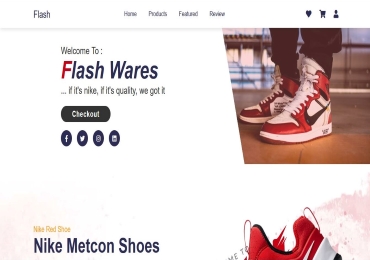 Flash
Home Products Featured Review
Welcome To :
Flash Wares
... if it's nike, if it's quality, we got it
Checkout
Nike Red Shoe
Nike Metcon Shoes